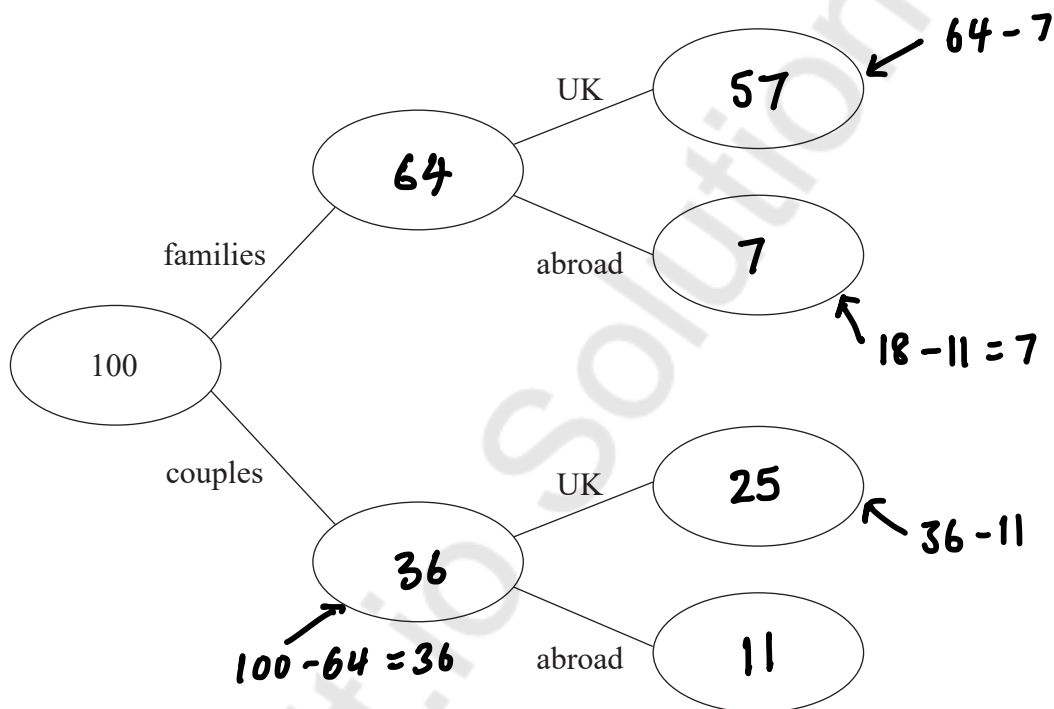 64 - 7
UK
57
64
families
abroad
7
18 - 11 = 7
100
couples
UK
25
36 - 11
36
100 - 64 = 36
abroad
11
Solution